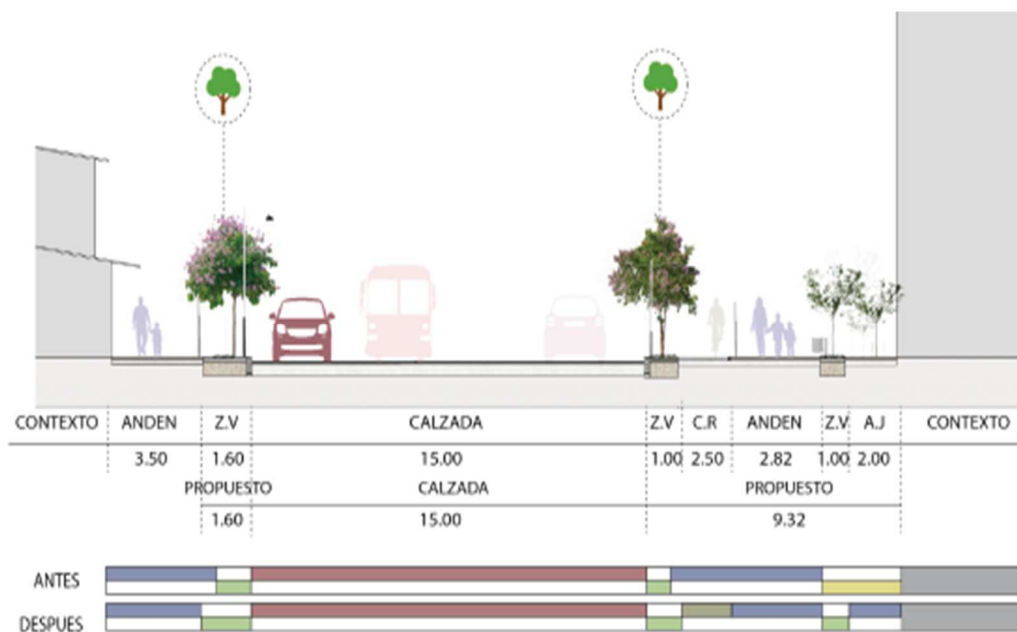 CONTEXTO ANDEN Z.V CALZADA Z.V C.R ANDEN Z.V A.J CONTEXTO
3.50 1.60 15.00 1.00 2.50 2.82 1.00 2.00
PROPUESTO CALZADA PROPUESTO
1.60 15.00 9.32
ANTES
DESPUES